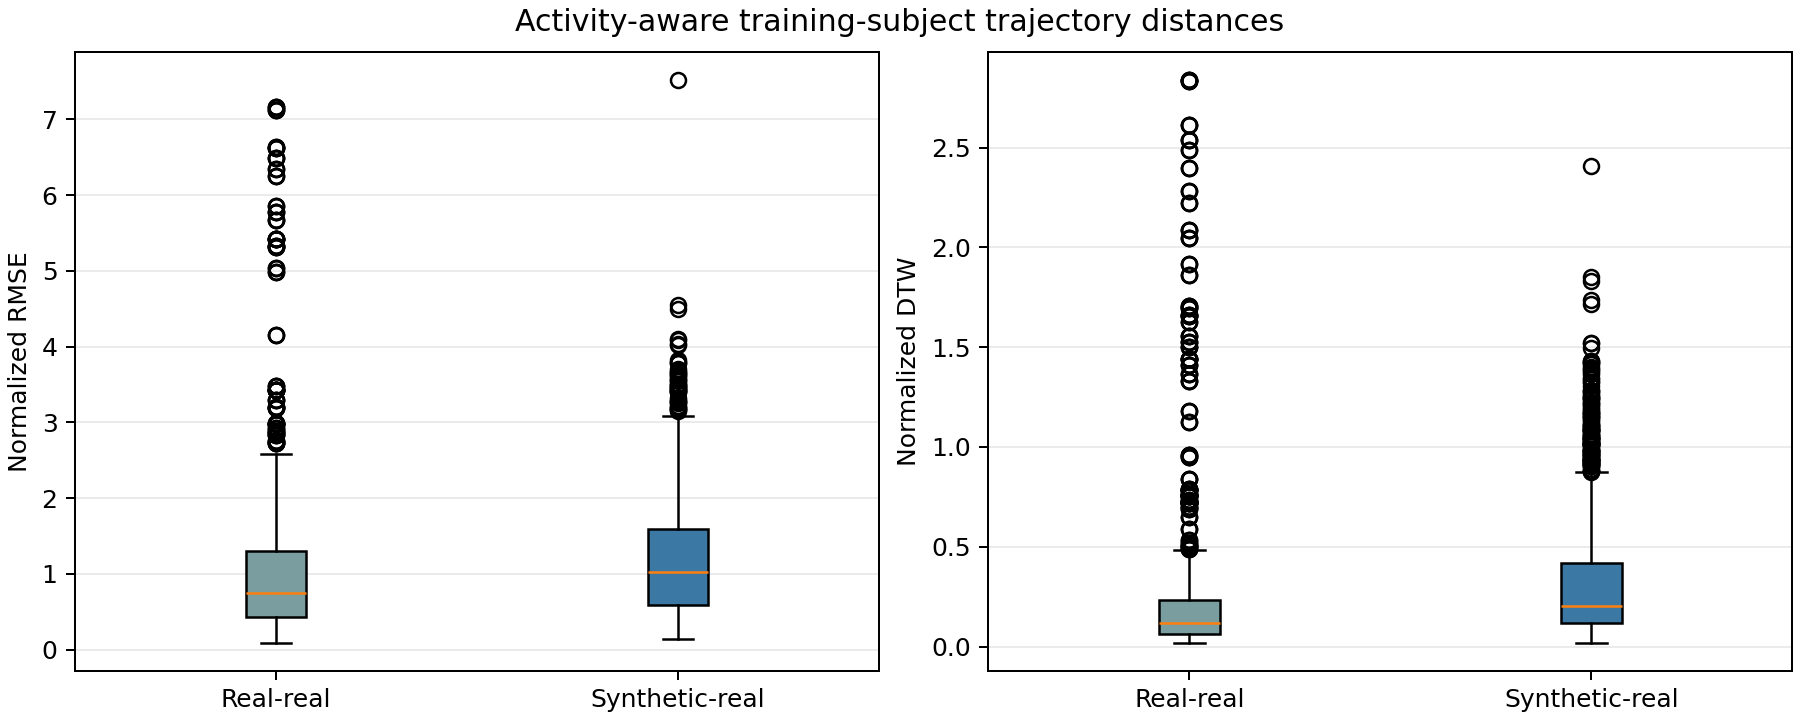 Activity-aware training-subject trajectory distances
Normalized RMSE
7
6
5
4
3
2
1
0
Real-real
Synthetic-real
Normalized DTW
2.5
2.0
1.5
1.0
0.5
0.0
Real-real
Synthetic-real